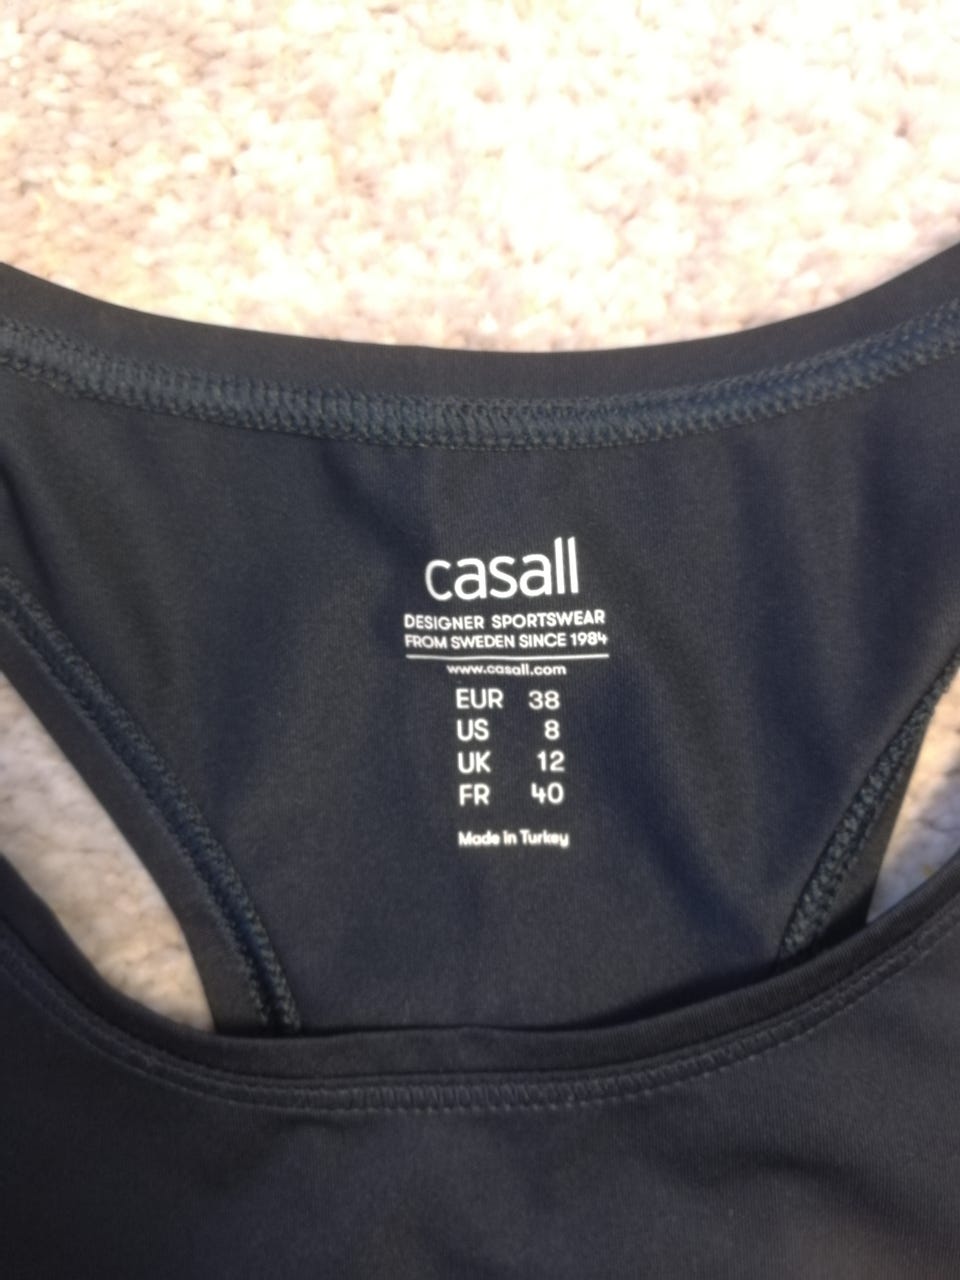 casall
DESIGNER SPORTSWEAR
FROM SWEDEN SINCE 1984
www.casall.com
EUR 38
US 8
UK 12
FR 40
Made in Turkey